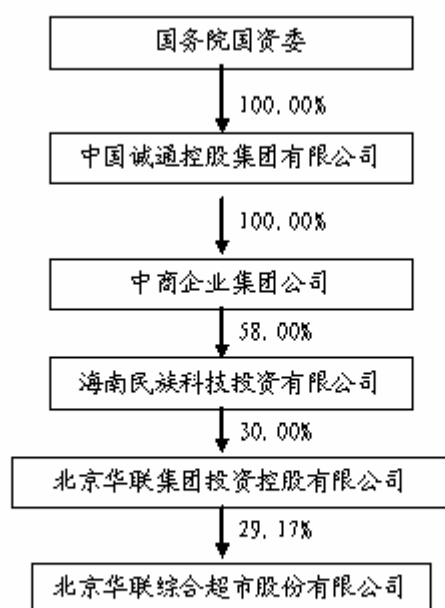 国务院国资委
100.00%
中国诚通控股集团有限公司
100.00%
中商企业集团公司
58.00%
海南民族科技投资有限公司
30.00%
北京华联集团投资控股有限公司
29.17%
北京华联综合超市股份有限公司